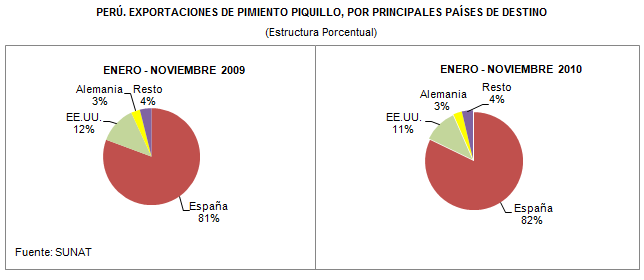 PERÚ. EXPORTACIONES DE PIMIENTO PIQUILLO, POR PRINCIPALES PAÍSES DE DESTINO
(Estructura Porcentual)
ENERO - NOVIEMBRE 2009
Alemania
3%
Resto
4%
EE.UU.
12%
España
81%
Fuente: SUNAT
ENERO - NOVIEMBRE 2010
Alemania
3%
Resto
4%
EE.UU.
11%
España
82%